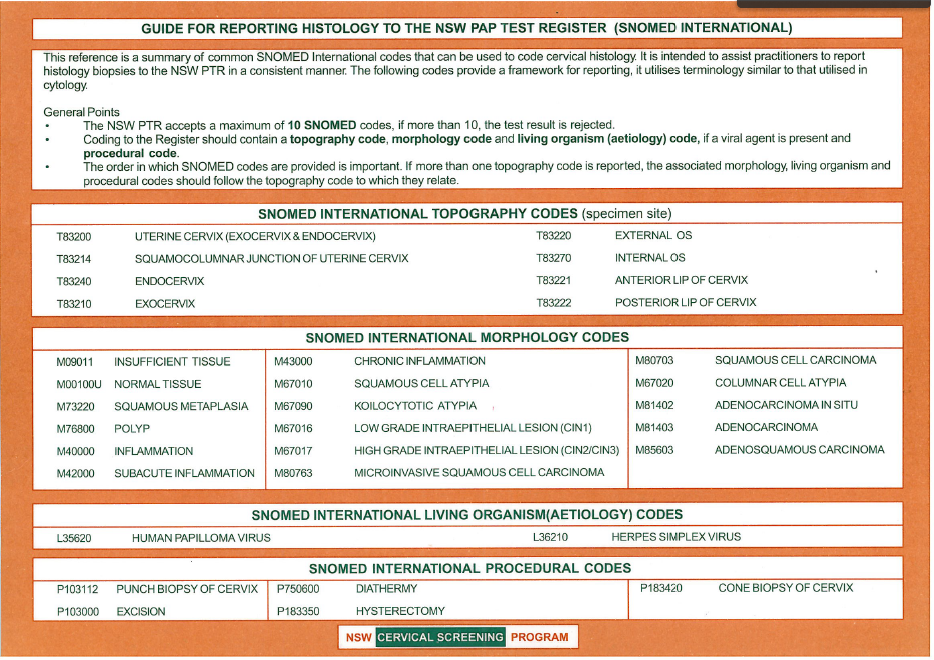 GUIDE FOR REPORTING HISTOLOGY TO THE NSW PAP TEST REGISTER (SNOMED INTERNATIONAL)
This reference is a summary of common SNOMED International codes that can be used to code cervical histology. It is intended to assist practitioners to report
histology biopsies to the NSW PTR in a consistent manner. The following codes provide a framework for reporting, it utilises terminology similar to that utilised in
cytology.
General Points
• The NSW PTR accepts a maximum of 10 SNOMED codes, if more than 10, the test result is rejected.
• Coding to the Register should contain a topography code, morphology code and living organism (aetiology) code, if a viral agent is present and
procedural code.
• The order in which SNOMED codes are provided is important. If more than one topography code is reported, the associated morphology, living organism and
procedural codes should follow the topography code to which they relate.
SNOMED INTERNATIONAL TOPOGRAPHY CODES (specimen site)
T83200 UTERINE CERVIX (EXOCERVIX & ENDOCERVIX) T83220 EXTERNAL OS
T83214 SQUAMOCOLUMNAR JUNCTION OF UTERINE CERVIX T83270 INTERNAL OS
T83240 ENDOCERVIX T83221 ANTERIOR LIP OF CERVIX
T83210 EXOCERVIX T83222 POSTERIOR LIP OF CERVIX
SNOMED INTERNATIONAL MORPHOLOGY CODES
M09011 INSUFFICIENT TISSUE M43000 CHRONIC INFLAMMATION M80703 SQUAMOUS CELL CARCINOMA
M00100U NORMAL TISSUE M67010 SQUAMOUS CELL ATYPIA M67020 COLUMNAR CELL ATYPIA
M73220 SQUAMOUS METAPLASIA M67090 KOILOCYTOTIC ATYPIA M81402 ADENOCARCINOMA IN SITU
M76800 POLYP M67016 LOW GRADE INTRAEPITHELIAL LESION (CIN1) M81403 ADENOCARCINOMA
M40000 INFLAMMATION M67017 HIGH GRADE INTRAEPITHELIAL LESION (CIN2/CIN3) M85603 ADENOSQUAMOUS CARCINOMA
M42000 SUBACUTE INFLAMMATION M80763 MICROINVASIVE SQUAMOUS CELL CARCINOMA
SNOMED INTERNATIONAL LIVING ORGANISM(AETIOLOGY) CODES
L35620 HUMAN PAPILLOMA VIRUS L36210 HERPES SIMPLEX VIRUS
SNOMED INTERNATIONAL PROCEDURAL CODES
P103112 PUNCH BIOPSY OF CERVIX P750600 DIATHERMY P183420 CONE BIOPSY OF CERVIX
P103000 EXCISION P183350 HYSTERECTOMY
NSW CERVICAL SCREENING PROGRAM